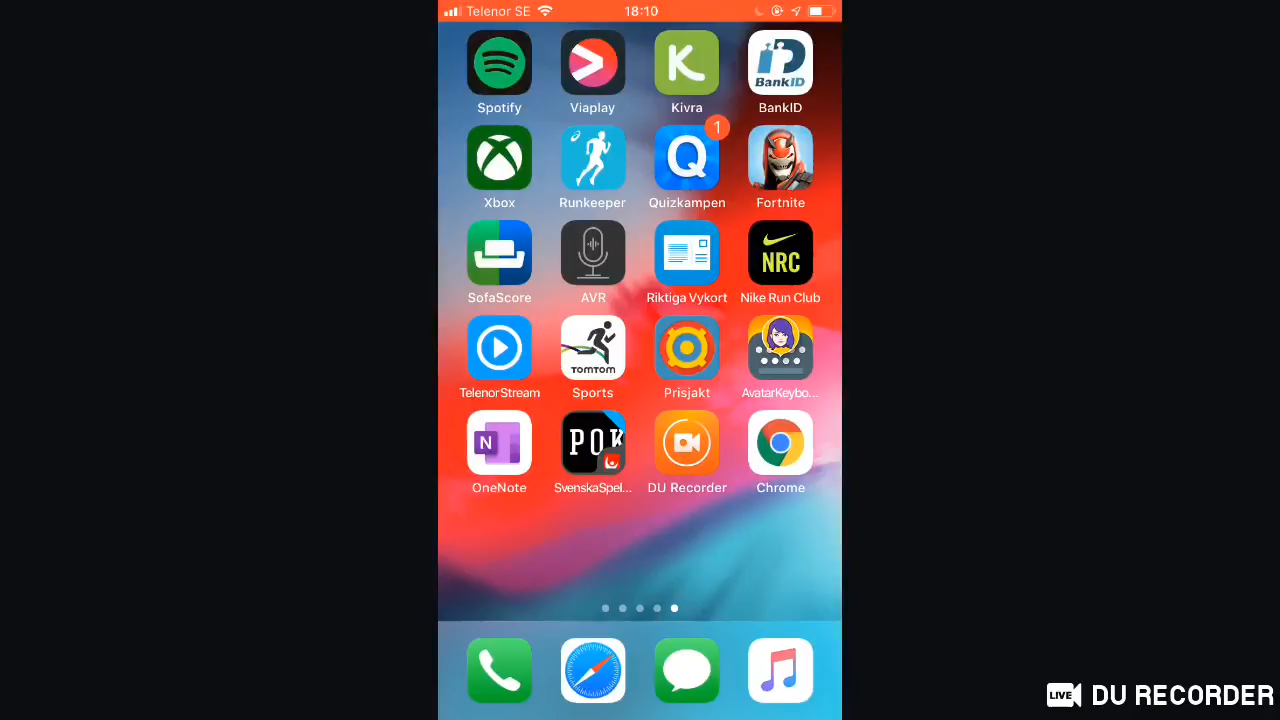 Telenor SE 18:10
Spotify Viaplay Kivra BankID
BankID
1
Xbox Runkeeper Quizkampen Fortnite
Q
K
NRC
SofaScore AVR Riktiga Vykort Nike Run Club
TOMTOM
TelenorStream Sports Prisjakt AvatarKeybo...
N POK
OneNote SvenskaSpel... DU Recorder Chrome
LIVE DU RECORDER